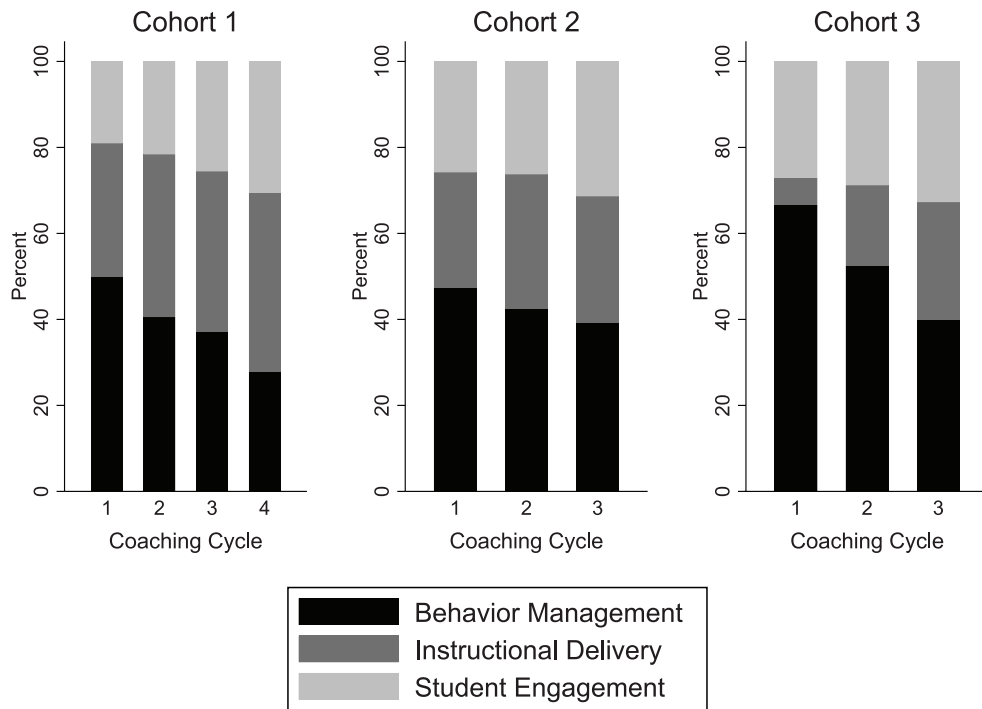 Cohort 1
Cohort 2
Cohort 3
Percent
100
80
60
40
20
0
1 2 3 4
Coaching Cycle
Percent
100
80
60
40
20
0
1 2 3
Coaching Cycle
Percent
100
80
60
40
20
0
1 2 3
Coaching Cycle
Behavior Management
Instructional Delivery
Student Engagement